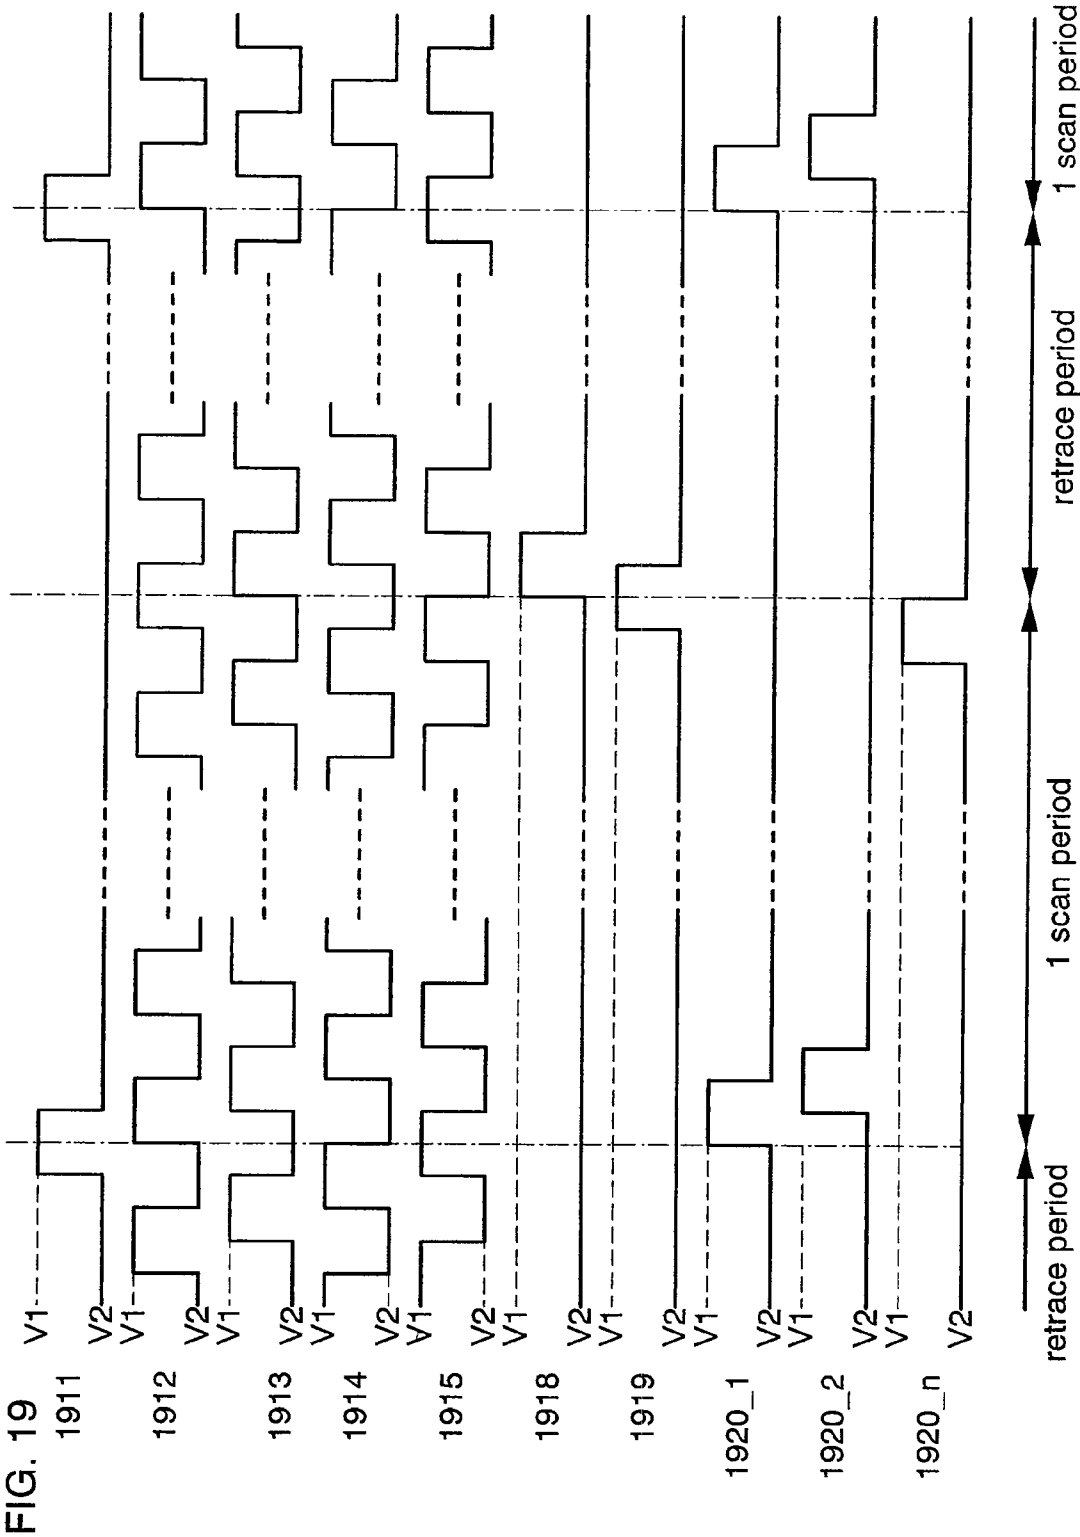 FIG. 19
1911
V1
V2
1912
V1
V2
1913
V1
V2
1914
V1
V2
1915
V1
V2
1918
V1
V2
1919
V1
V2
1920_1
V1
V2
1920_2
V1
V2
1920_n
V1
V2
retrace period
1 scan period
retrace period
1 scan period